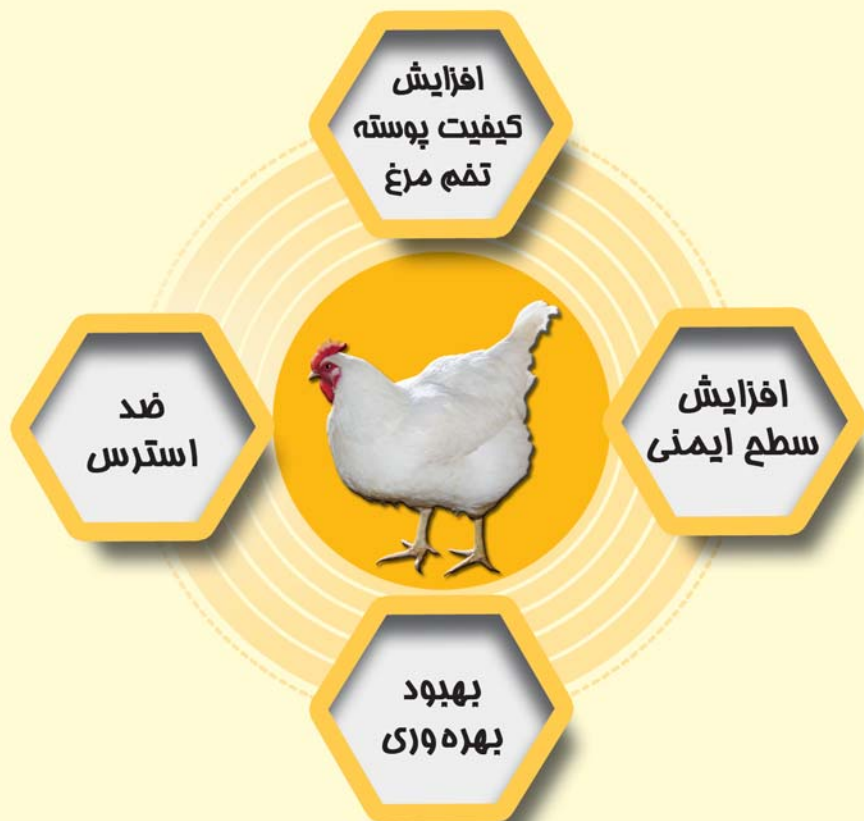 افزایش
کیفیت پوسته
تخم مرغ
افزایش
سطح ایمنی
ضد
استرس
بهبود
بهره‌وری